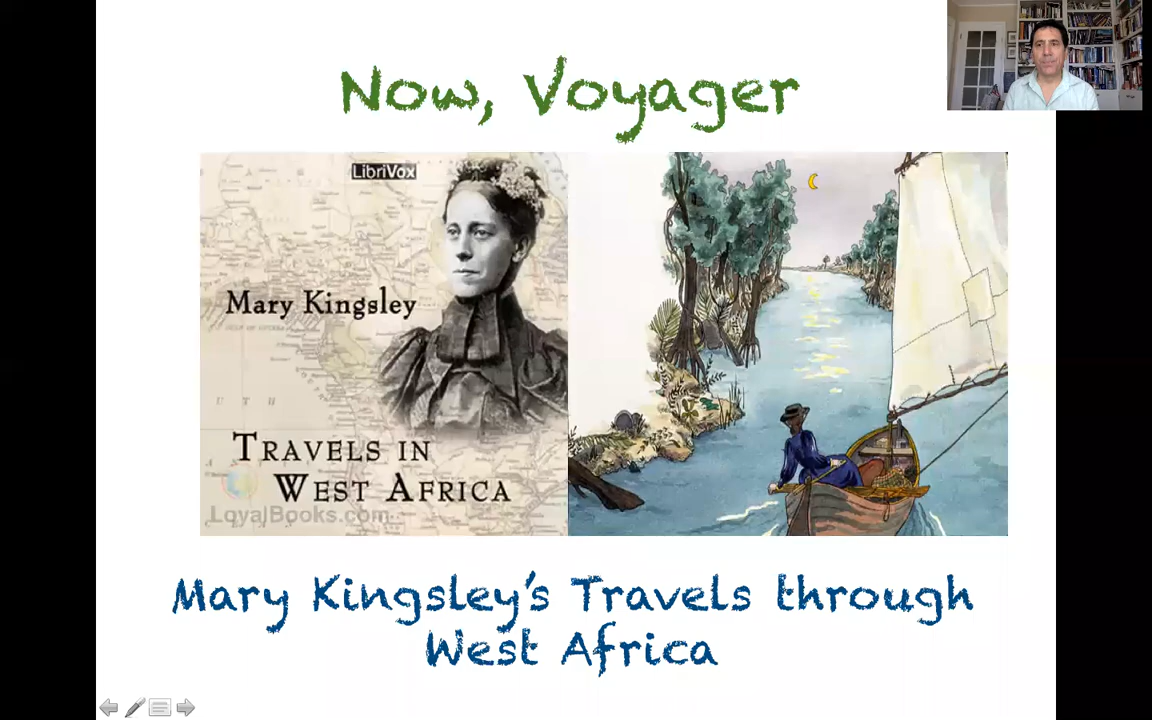 Now, Voyager
LibriVox
Mary Kingsley
TRAVELS IN
WEST AFRICA
LoyalBooks.com
Mary Kingsley's Travels through
West Africa